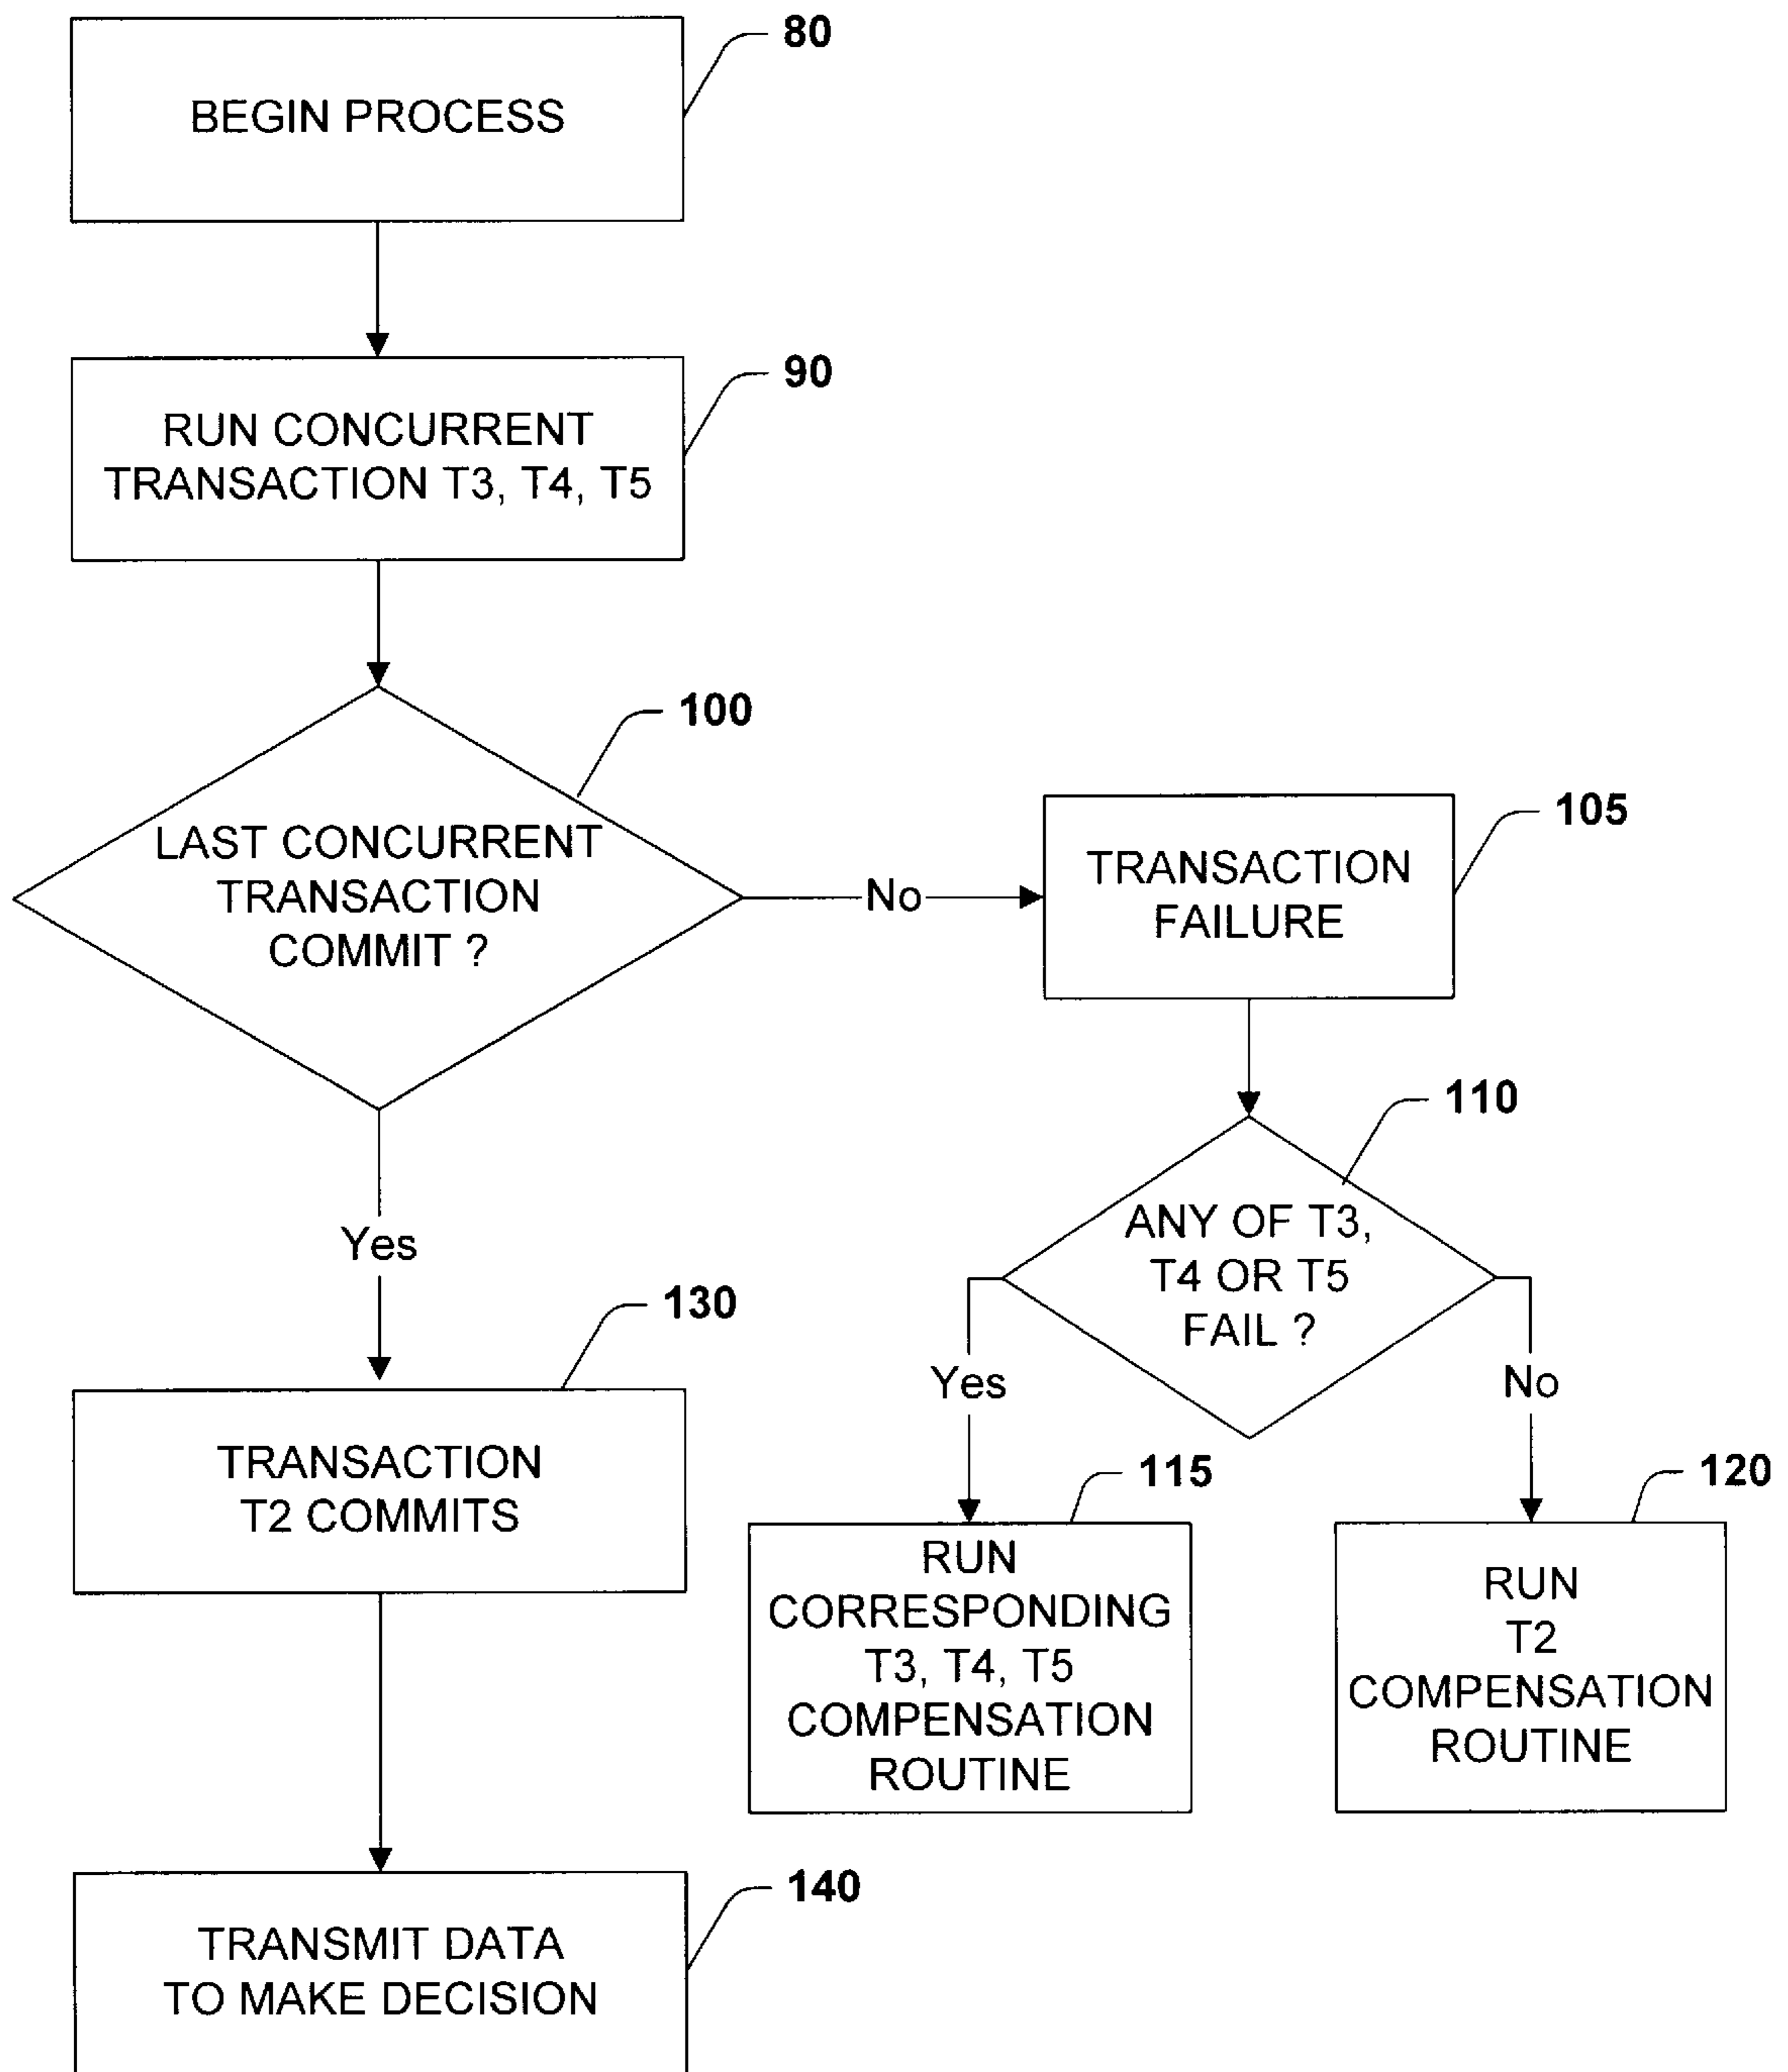 80
BEGIN PROCESS
90
RUN CONCURRENT
TRANSACTION T3, T4, T5
100
LAST CONCURRENT
TRANSACTION
COMMIT ?
No
105
TRANSACTION
FAILURE
110
ANY OF T3,
T4 OR T5
FAIL ?
Yes
130
TRANSACTION
T2 COMMITS
Yes
No
115
RUN
CORRESPONDING
T3, T4, T5
COMPENSATION
ROUTINE
120
RUN
T2
COMPENSATION
ROUTINE
140
TRANSMIT DATA
TO MAKE DECISION